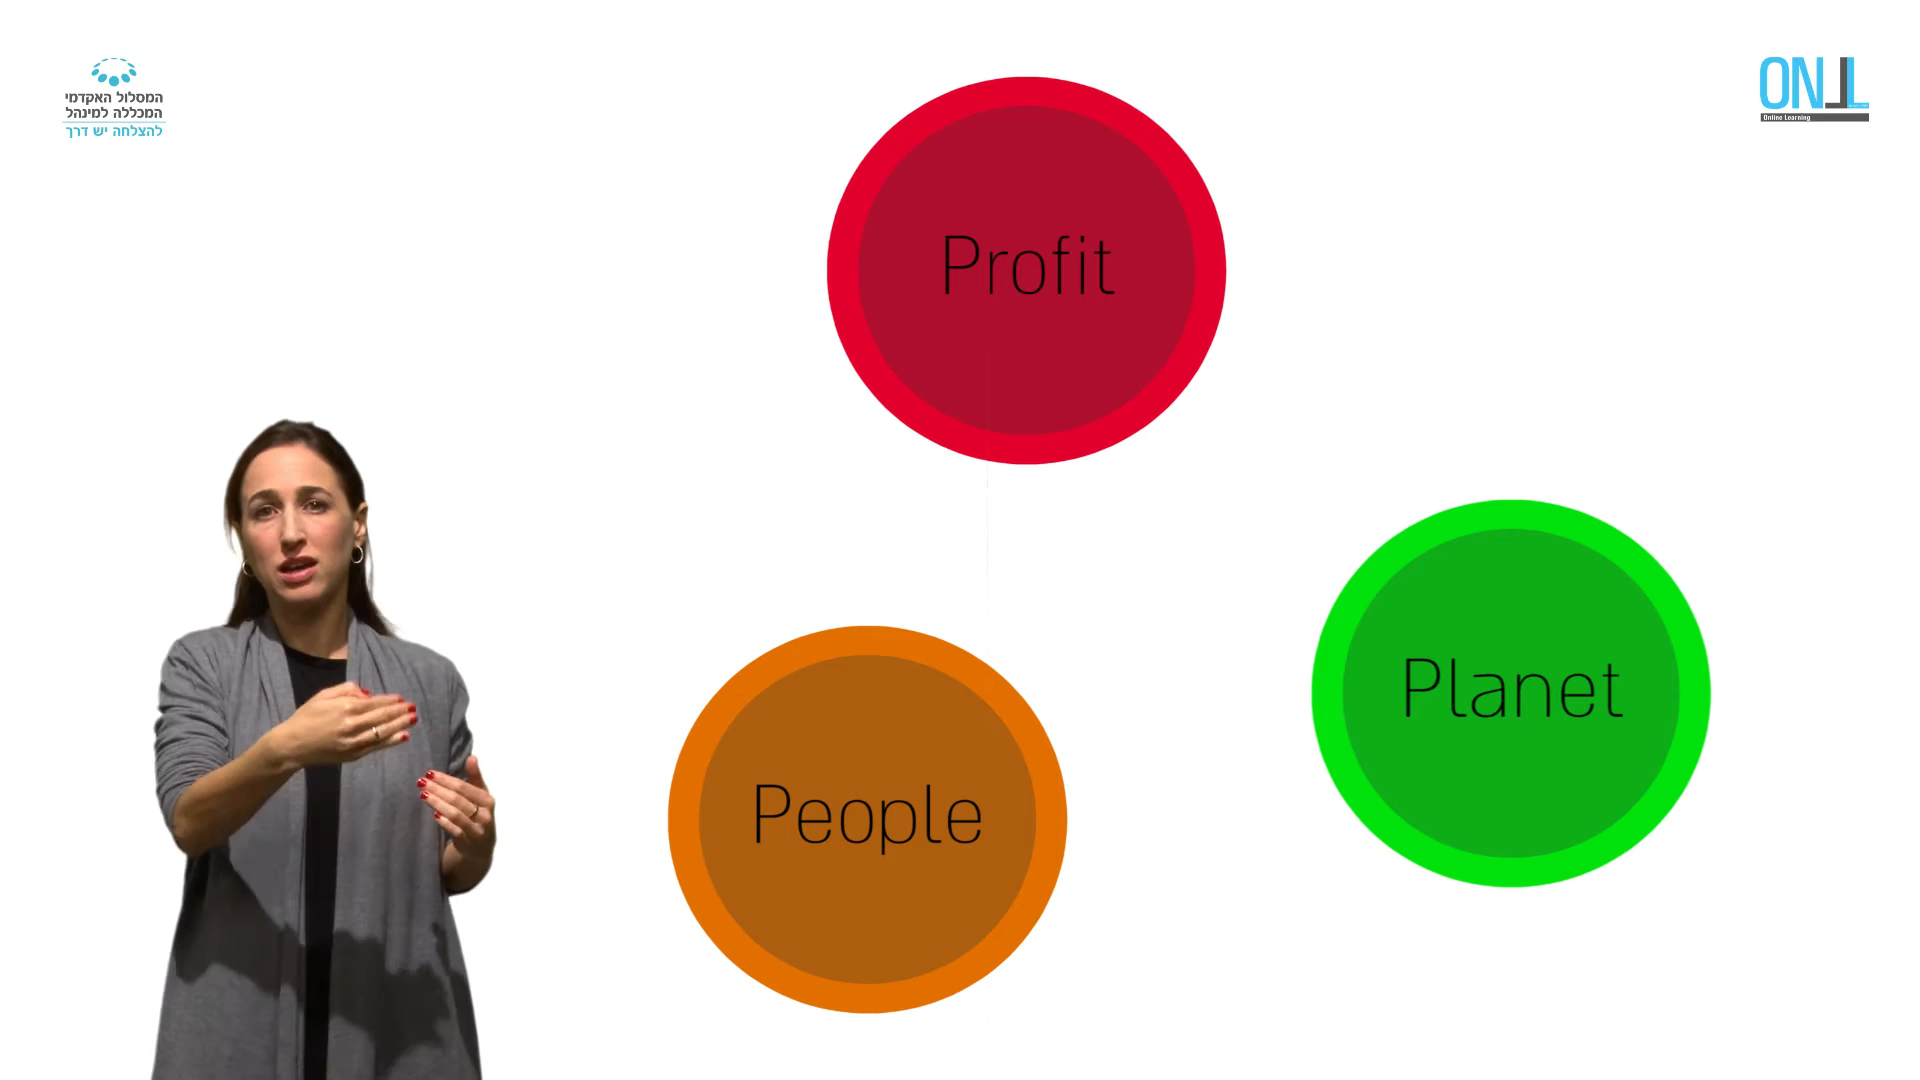 המסלול האקדמי
המכללה למינהל
להצלחה יש דרך
ONL
Online Learning
Profit
Planet
People